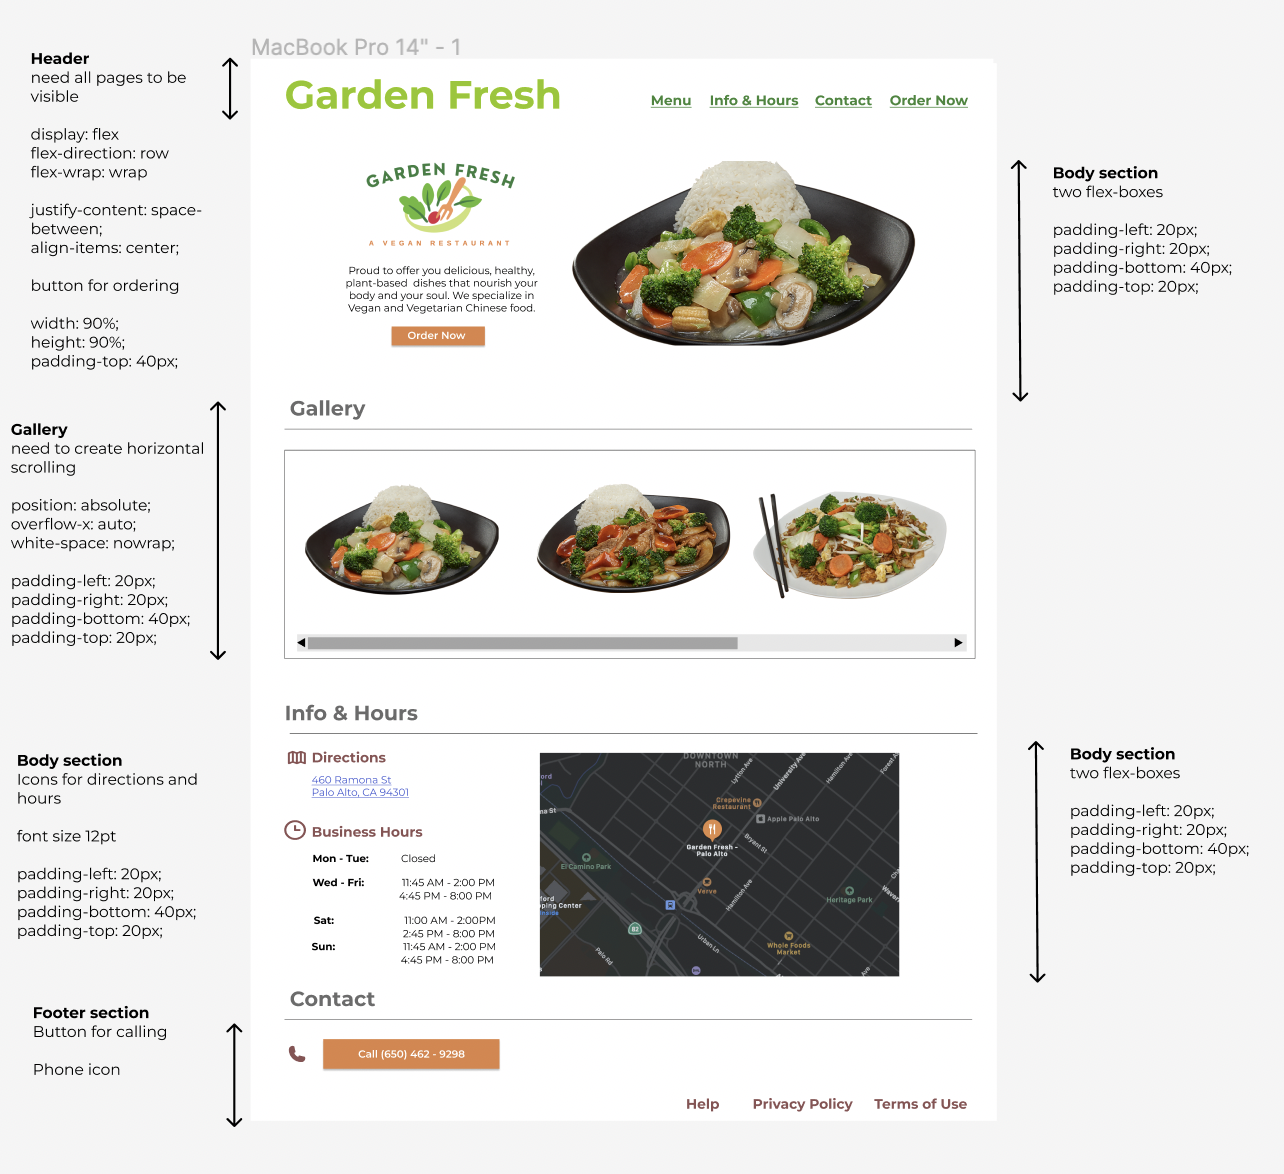 MacBook Pro 14" - 1
Header
need all pages to be
visible
display: flex
flex-direction: row
flex-wrap: wrap
justify-content: space-
between;
align-items: center;
button for ordering
width: 90%;
height: 90%;
padding-top: 40px;
Garden Fresh
Menu Info & Hours Contact Order Now
GARDEN FRESH
A VEGAN RESTAURANT
Proud to offer you delicious, healthy,
plant-based dishes that nourish your
body and your soul. We specialize in
Vegan and Vegetarian Chinese food.
Order Now
Body section
two flex-boxes
padding-left: 20px;
padding-right: 20px;
padding-bottom: 40px;
padding-top: 20px;
Gallery
need to create horizontal
scrolling
position: absolute;
overflow-x: auto;
white-space: nowrap;
padding-left: 20px;
padding-right: 20px;
padding-bottom: 40px;
padding-top: 20px;
Gallery
Info & Hours
Body section
Icons for directions and
hours
font size 12pt
padding-left: 20px;
padding-right: 20px;
padding-bottom: 40px;
padding-top: 20px;
Directions
460 Ramona St
Palo Alto, CA 94301
Business Hours
Mon - Tue: Closed
Wed - Fri: 11:45 AM - 2:00 PM
4:45 PM - 8:00 PM
Sat: 11:00 AM - 2:00PM
2:45 PM - 8:00 PM
Sun: 11:45 AM - 2:00 PM
4:45 PM - 8:00 PM
DOWNTOWN
NORTH
Lytton Ave
University Ave
Hamilton Ave
Forest A
Crepevine
Restaurant
Apple Palo Alto
Garden Fresh -
Palo Alto
Bryant St
El Camino Park
Verve
Hamilton Ave
Heritage Park
Waver
ford
ping Center
82
Urban Ln
Whole Foods
Market
Palo Rd
Ave
Body section
two flex-boxes
padding-left: 20px;
padding-right: 20px;
padding-bottom: 40px;
padding-top: 20px;
Contact
Footer section
Button for calling
Phone icon
Call (650) 462 - 9298
Help Privacy Policy Terms of Use